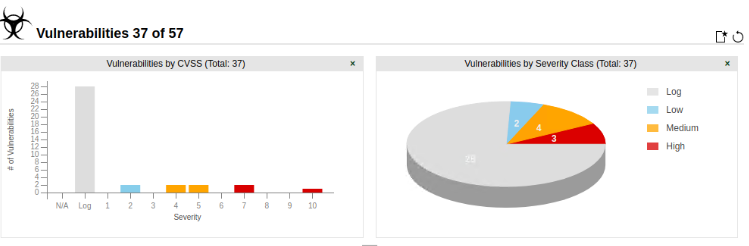 Vulnerabilities 37 of 57
Vulnerabilities by CVSS (Total: 37)
×
# of Vulnerabilities
28
26
24
22
20
18
16
14
12
10
8
6
4
2
0
N/A Log 1 2 3 4 5 6 7 8 9 10
Severity
Vulnerabilities by Severity Class (Total: 37)
×
2
4
3
28
Log
Low
Medium
High